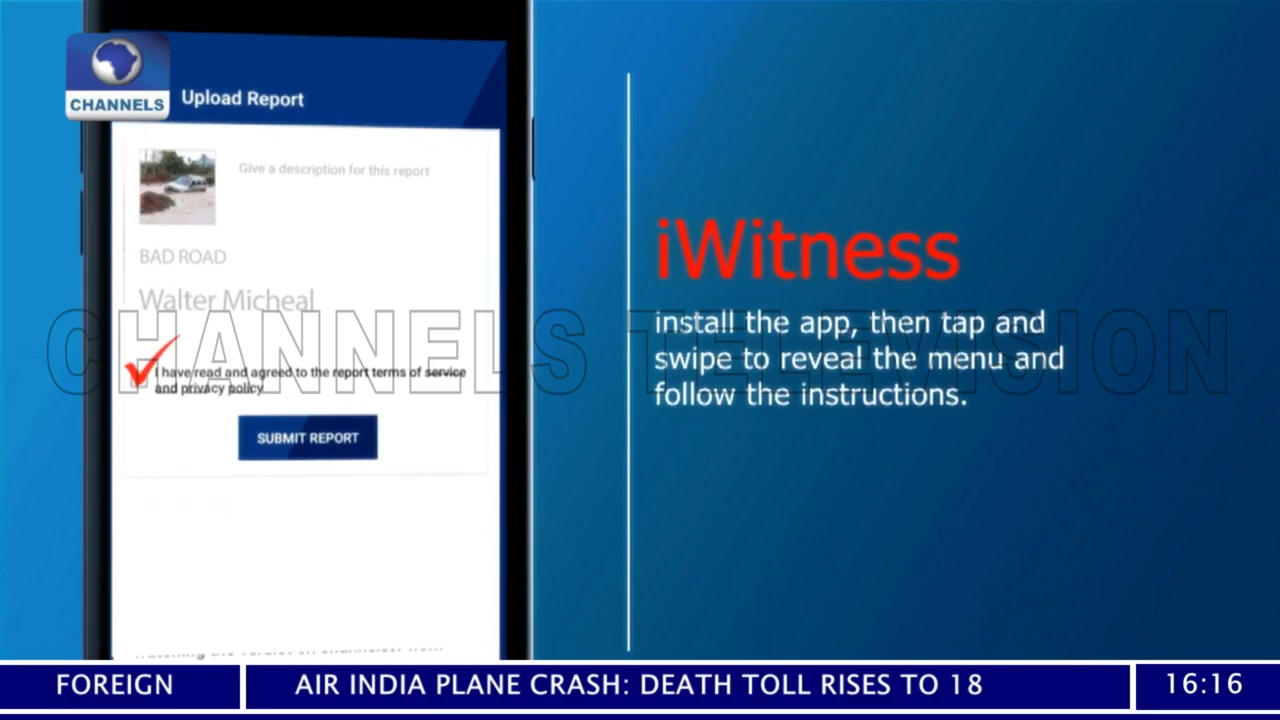 CHANNELS
Upload Report
Give a description for this report
BAD ROAD
Walter Micheal
I have read and agreed to the report terms of service
and privacy policy
SUBMIT REPORT
iWitness
install the app, then tap and
swipe to reveal the menu and
follow the instructions.
CHANNELS TELEVISION
FOREIGN
AIR INDIA PLANE CRASH: DEATH TOLL RISES TO 18
16:16